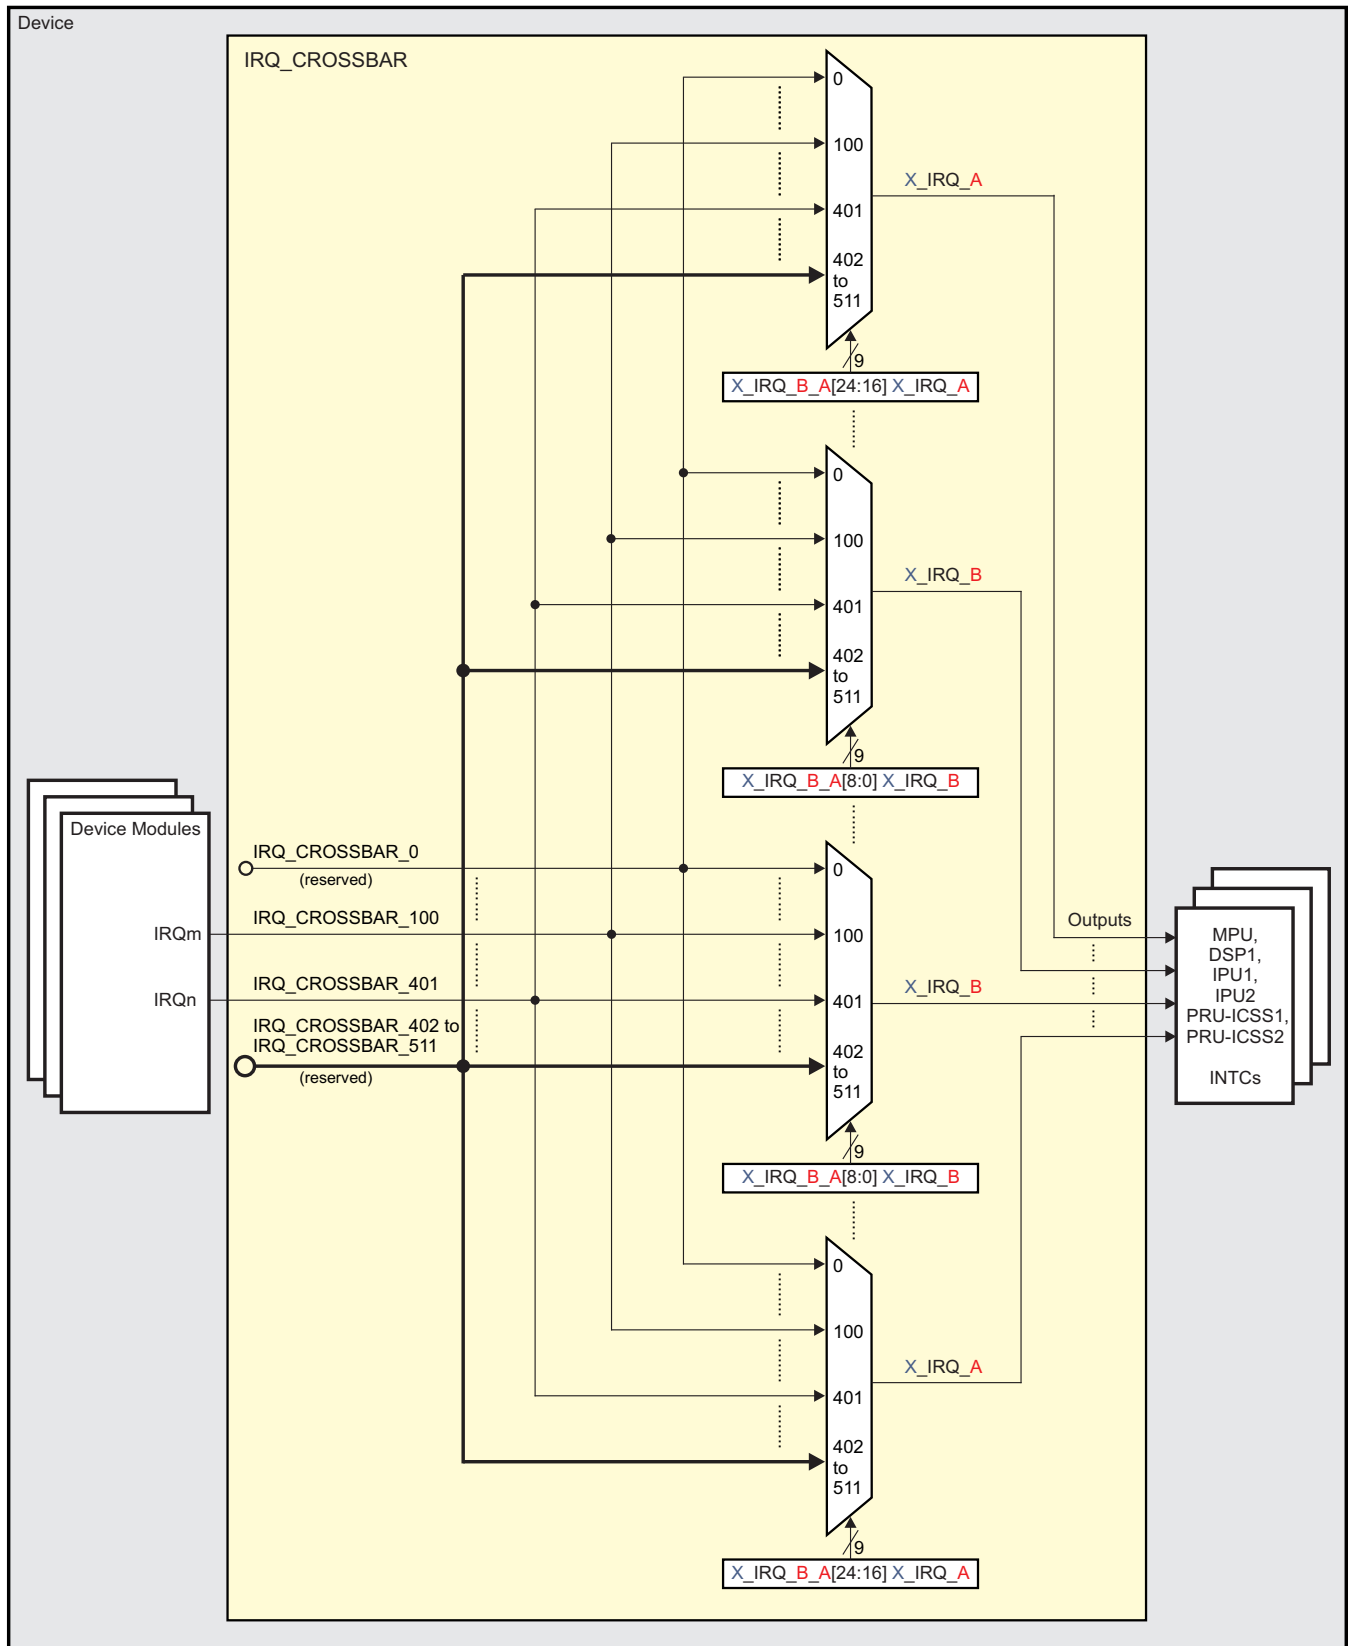 Device
IRQ_CROSSBAR
0
100
X_IRQ_A
401
402
to
511
9
X_IRQ_B_A[24:16] X_IRQ_A
0
100
X_IRQ_B
401
402
to
511
9
X_IRQ_B_A[8:0] X_IRQ_B
Device Modules
IRQm
IRQn
IRQ_CROSSBAR_0
(reserved)
IRQ_CROSSBAR_100
IRQ_CROSSBAR_401
IRQ_CROSSBAR_402 to
IRQ_CROSSBAR_511
(reserved)
0
100
401
402
to
511
X_IRQ_B
9
X_IRQ_B_A[8:0] X_IRQ_B
Outputs
MPU,
DSP1,
IPU1,
IPU2
PRU-ICSS1,
PRU-ICSS2
INTCs
0
100
X_IRQ_A
401
402
to
511
9
X_IRQ_B_A[24:16] X_IRQ_A